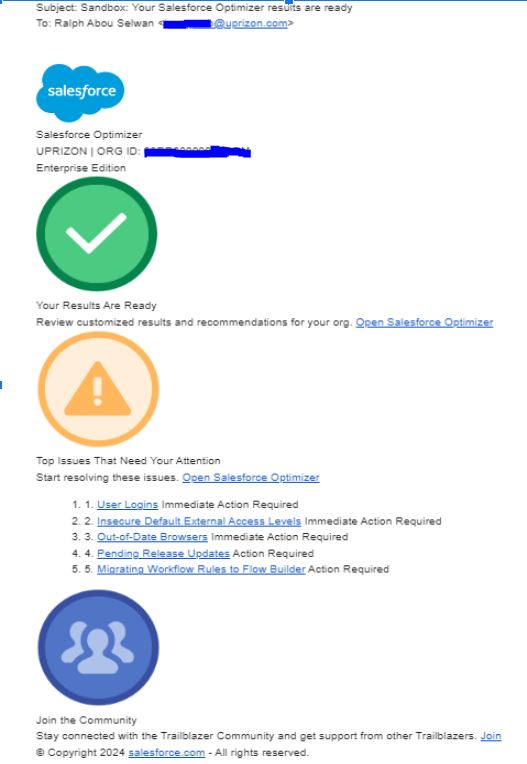 Subject: Sandbox: Your Salesforce Optimizer results are ready
To: Ralph Abou Selwan < @uprizon.com>
salesforce
Salesforce Optimizer
UPRIZON | ORG ID:
Enterprise Edition
Your Results Are Ready
Review customized results and recommendations for your org. Open Salesforce Optimizer
Top Issues That Need Your Attention
Start resolving these issues. Open Salesforce Optimizer
1. 1. User Logins Immediate Action Required
2. 2. Insecure Default External Access Levels Immediate Action Required
3. 3. Out-of-Date Browsers Immediate Action Required
4. 4. Pending Release Updates Action Required
5. 5. Migrating Workflow Rules to Flow Builder Action Required
Join the Community
Stay connected with the Trailblazer Community and get support from other Trailblazers. Join
© Copyright 2024 salesforce.com - All rights reserved.